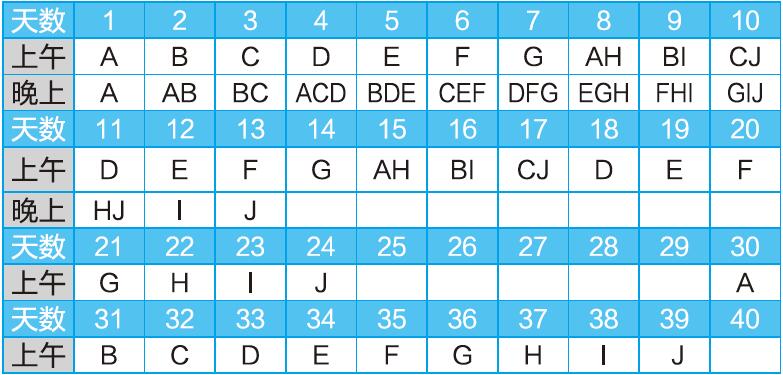 天数 1 2 3 4 5 6 7 8 9 10
上午 A B C D E F G AH BI CJ
晚上 A AB BC ACD BDE CEF DFG EGH FHI GIJ
天数 11 12 13 14 15 16 17 18 19 20
上午 D E F G AH BI CJ D E F
晚上 HJ I J
天数 21 22 23 24 25 26 27 28 29 30
上午 G H I J A
天数 31 32 33 34 35 36 37 38 39 40
上午 B C D E F G H I J